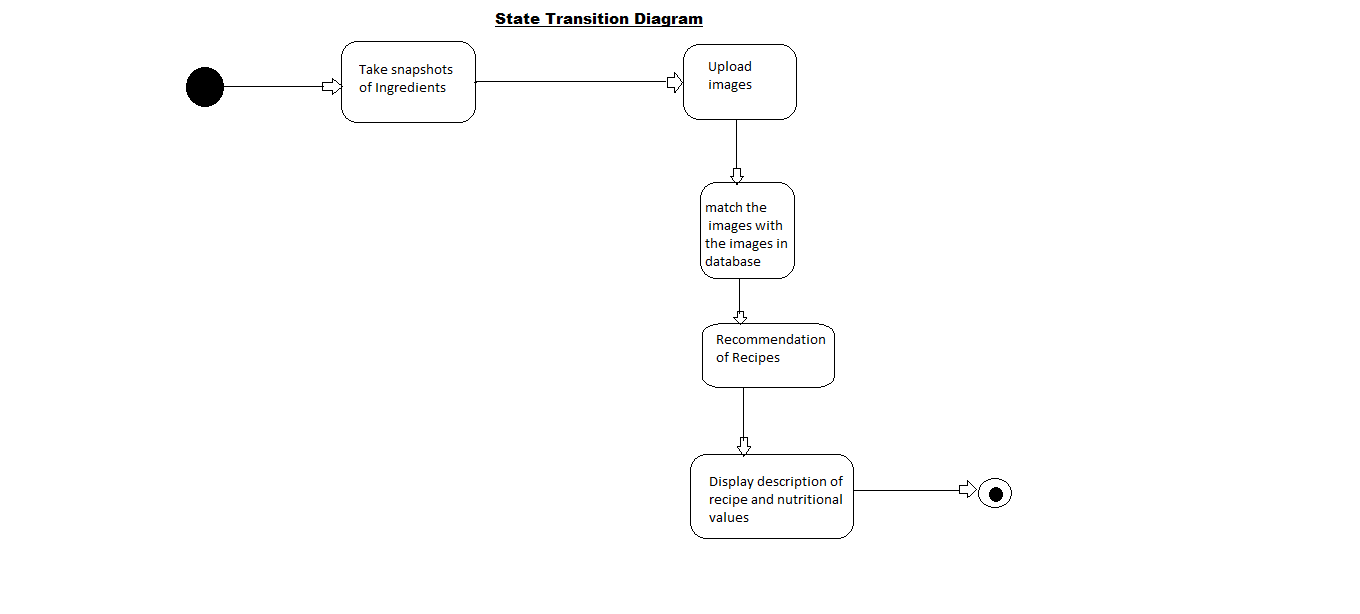 State Transition Diagram
Take snapshots
of Ingredients
Upload
images
match the
images with
the images in
database
Recommendation
of Recipes
Display description of
recipe and nutritional
values